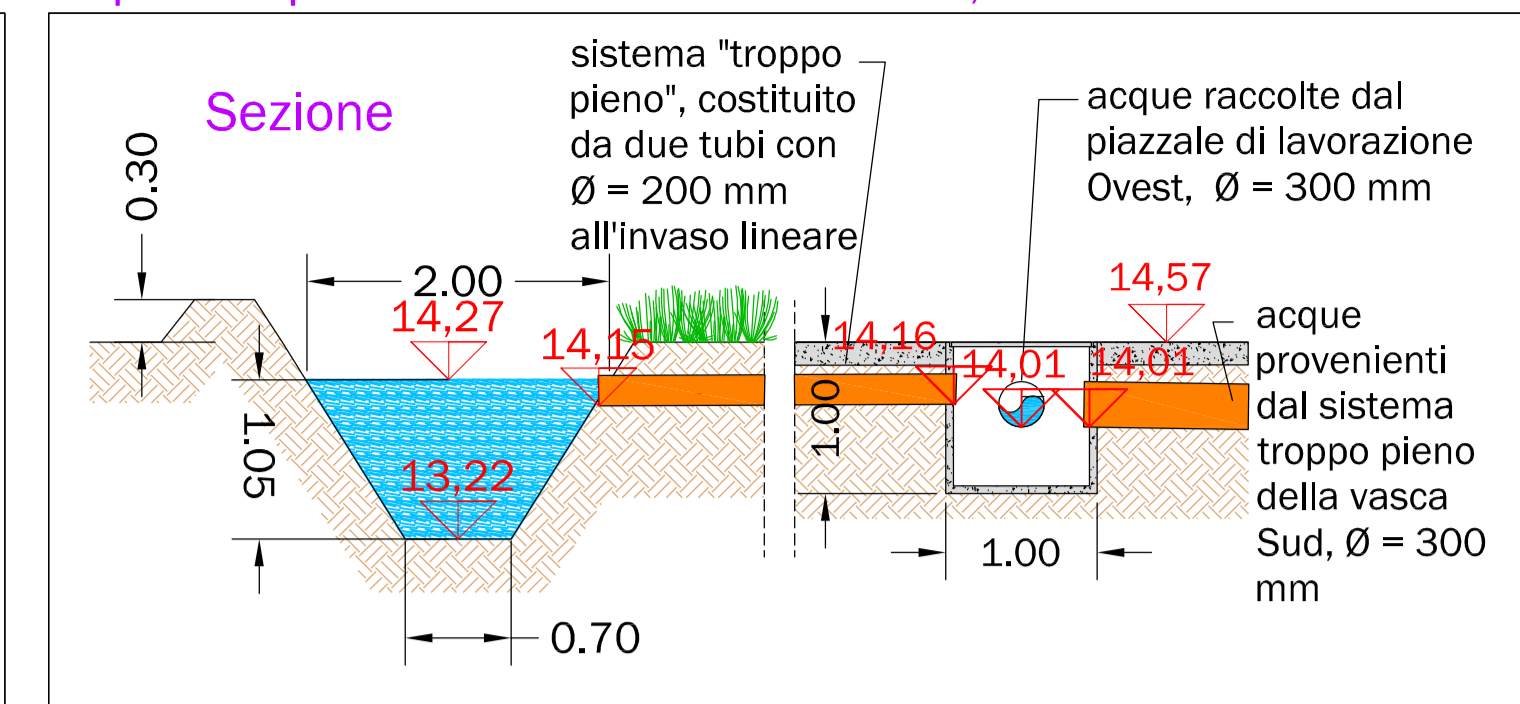 Sezione
sistema "troppo
pieno", costituito
da due tubi con
Ø = 200 mm
all'invaso lineare
acque raccolte dal
piazzale di lavorazione
Ovest, Ø = 300 mm
acque
provenienti
dal sistema
troppo pieno
della vasca
Sud, Ø = 300
mm
0.30
2.00
14,27
14,15
14,16
14,01
14,01
14,57
1.05
13,22
1.00
1.00
0.70